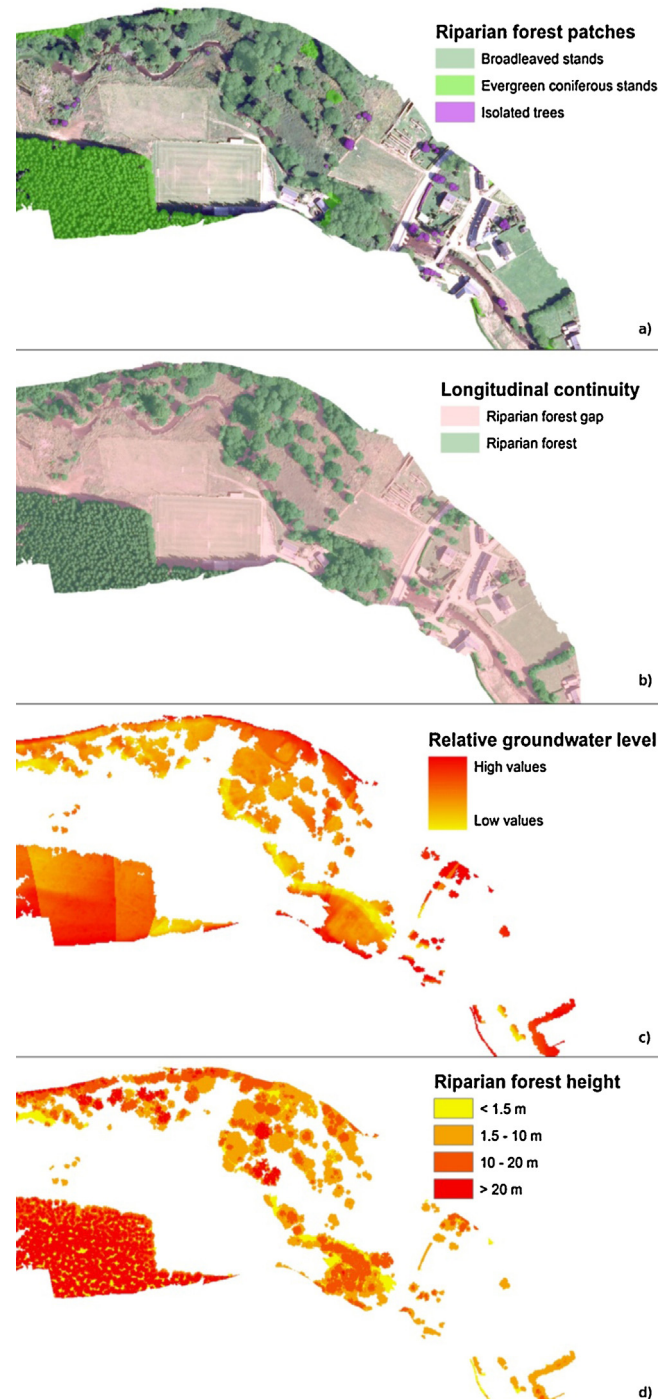 Riparian forest patches
Broadleaved stands
Evergreen coniferous stands
Isolated trees
a)
Longitudinal continuity
Riparian forest gap
Riparian forest
b)
Relative groundwater level
High values
Low values
c)
Riparian forest height
< 1.5 m
1.5 - 10 m
10 - 20 m
> 20 m
d)